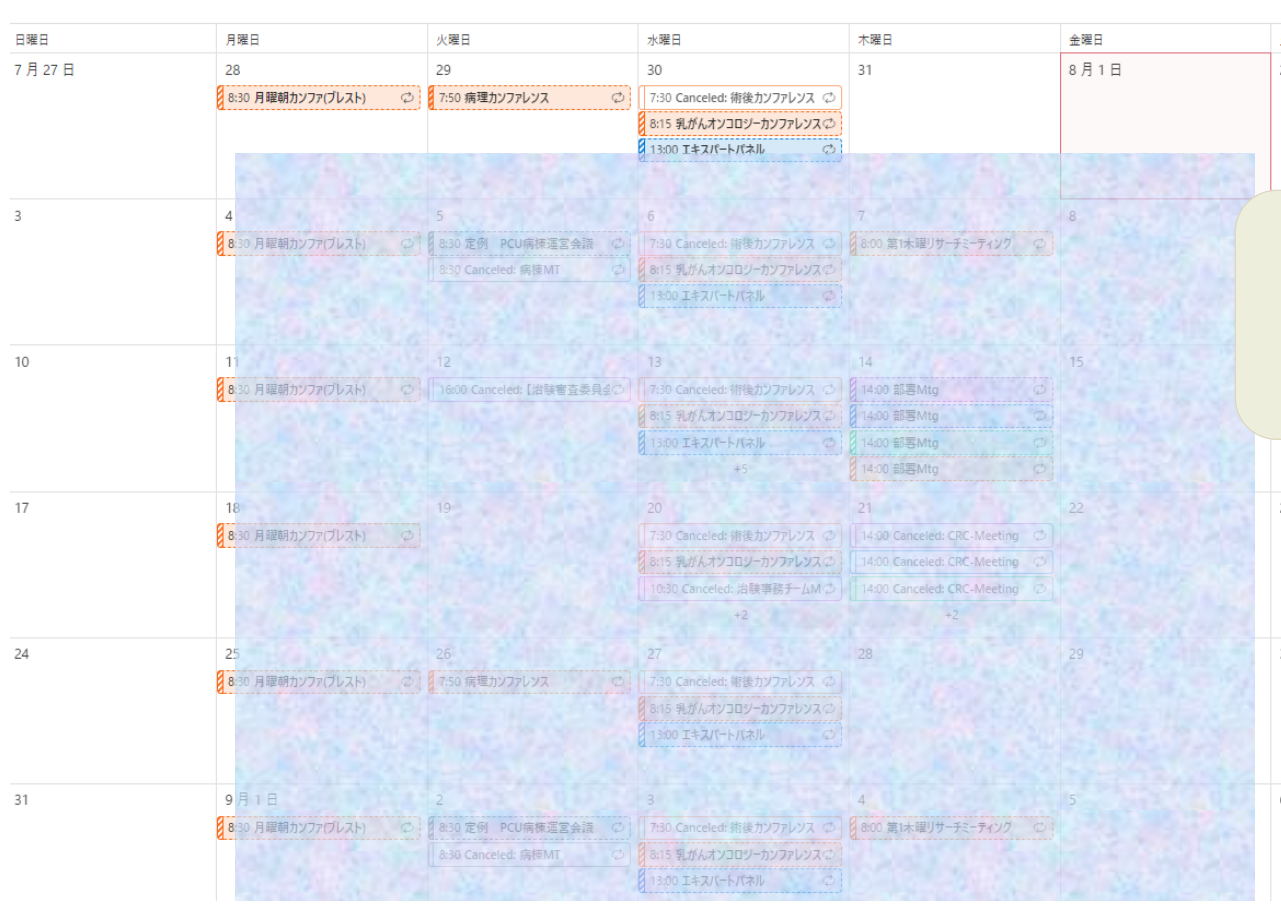 日曜日 月曜日 火曜日 水曜日 木曜日 金曜日
7 月 27 日 28 29 30 31 8 月 1 日
8:30 月曜朝カンファ(ブレスト) 7:50 病理カンファレンス 7:30 Canceled: 術後カンファレンス
8:15 乳がんオンコロジーカンファレンス
13:00 エキスパートパネル
3 4 5 6 7 8
8:30 月曜朝カンファ(ブレスト) 8:30 定例 PCU病棟運営会議 7:30 Canceled: 術後カンファレンス 8:00 第1木曜リサーチミーティング
8:30 Canceled: 病棟MT 8:15 乳がんオンコロジーカンファレンス
13:00 エキスパートパネル
10 11 12 13 14 15
8:30 月曜朝カンファ(ブレスト) 16:00 Canceled: 【治験審査委員会 7:30 Canceled: 術後カンファレンス 14:00 部署Mtg
8:15 乳がんオンコロジーカンファレンス 14:00 部署Mtg
13:00 エキスパートパネル 14:00 部署Mtg
+5 14:00 部署Mtg
17 18 19 20 21 22
8:30 月曜朝カンファ(ブレスト) 7:30 Canceled: 術後カンファレンス 14:00 Canceled: CRC-Meeting
8:15 乳がんオンコロジーカンファレンス 14:00 Canceled: CRC-Meeting
10:30 Canceled: 治験事務チームM 14:00 Canceled: CRC-Meeting
+2 +2
24 25 26 27 28 29
8:30 月曜朝カンファ(ブレスト) 7:50 病理カンファレンス 7:30 Canceled: 術後カンファレンス
8:15 乳がんオンコロジーカンファレンス
13:00 エキスパートパネル
31 9 月 1 日 2 3 4 5
8:30 月曜朝カンファ(ブレスト) 8:30 定例 PCU病棟運営会議 7:30 Canceled: 術後カンファレンス 8:00 第1木曜リサーチミーティング
8:30 Canceled: 病棟MT 8:15 乳がんオンコロジーカンファレンス
13:00 エキスパートパネル